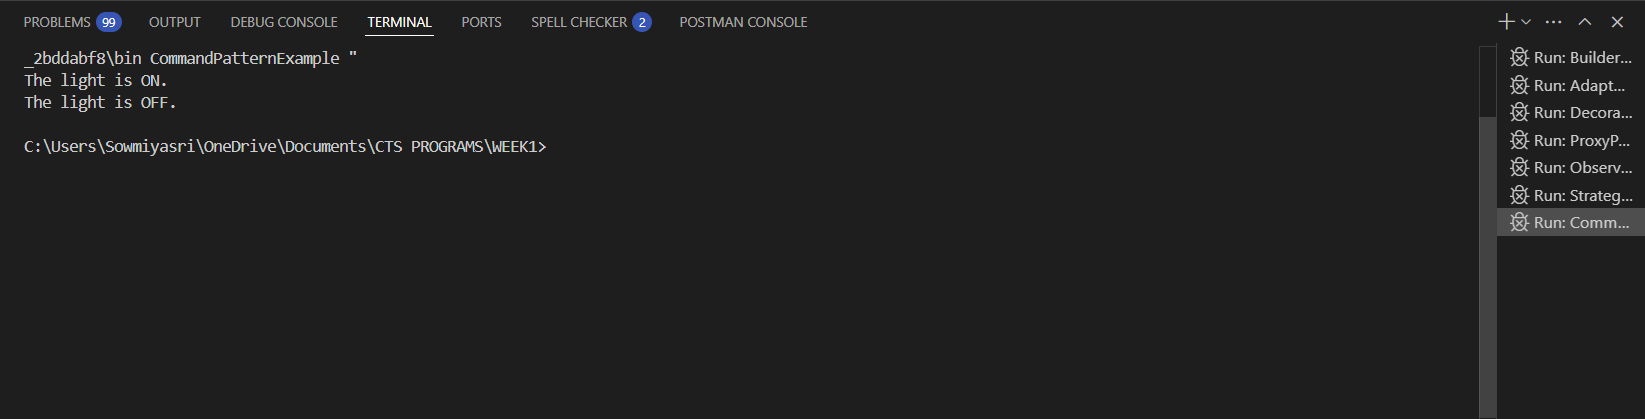 PROBLEMS 99 OUTPUT DEBUG CONSOLE TERMINAL PORTS SPELL CHECKER 2 POSTMAN CONSOLE
_2bddabf8\bin CommandPatternExample "
The light is ON.
The light is OFF.
C:\Users\Sowmiyasri\OneDrive\Documents\CTS PROGRAMS\WEEK1>
Run: Builder...
Run: Adapt...
Run: Decora...
Run: ProxyP...
Run: Observ...
Run: Strateg...
Run: Comm...